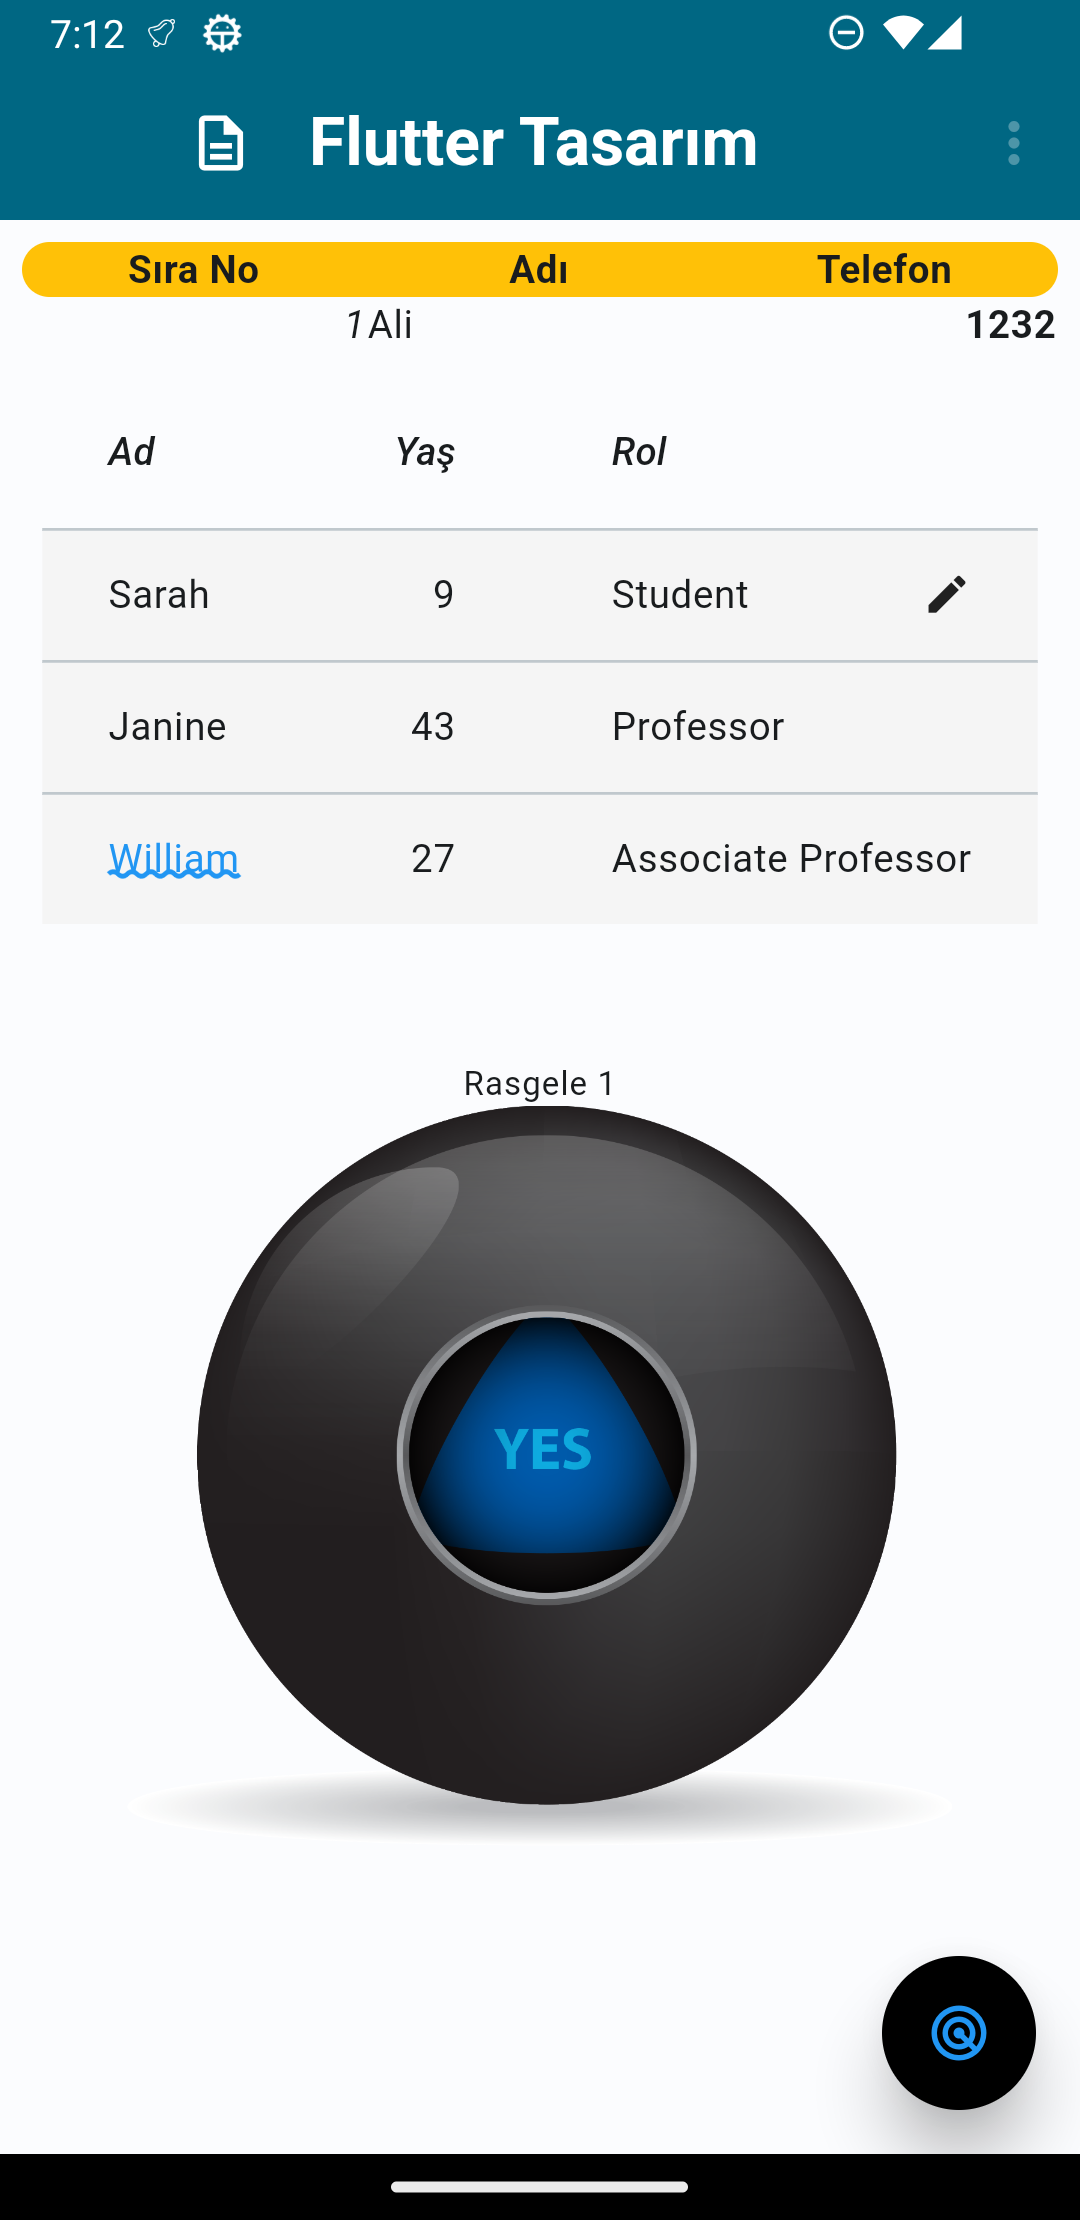 7:12
Flutter Tasarım
Sıra No Adı Telefon
1 Ali 1232
Ad Yaş Rol
Sarah 9 Student
Janine 43 Professor
William 27 Associate Professor
Rasgele 1
YES